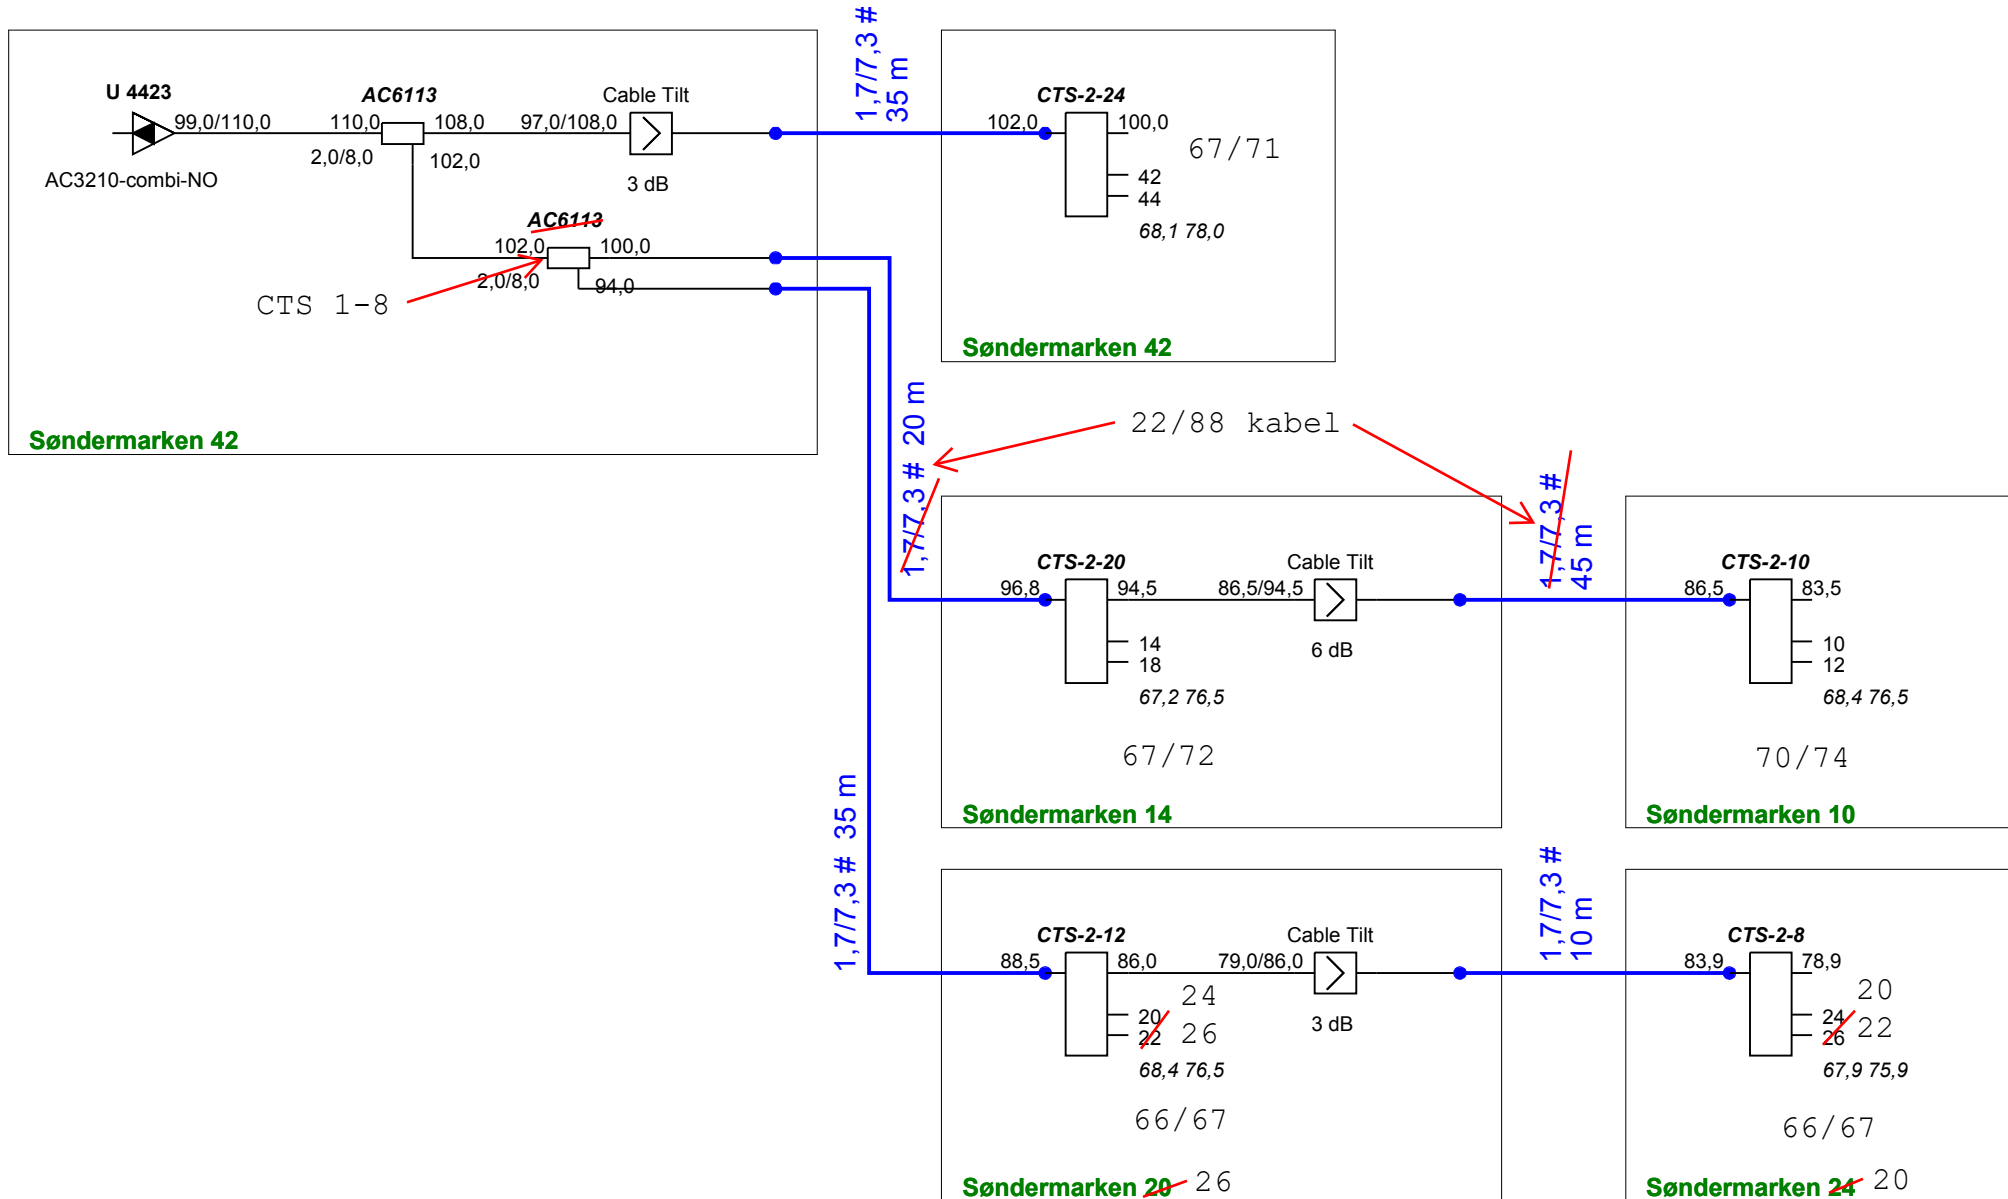 U 4423
99,0/110,0
AC3210-combi-NO
AC6113
110,0
108,0
2,0/8,0
102,0
97,0/108,0
Cable Tilt
3 dB
AC6113
102,0
100,0
2,0/8,0
94,0
CTS 1-8
Søndermarken 42
1,7/7,3 #
35 m
CTS-2-24
102,0
100,0
67/71
42
44
68,1 78,0
Søndermarken 42
1,7/7,3 # 20 m
22/88 kabel
CTS-2-20
96,8
94,5
86,5/94,5
Cable Tilt
6 dB
14
18
67,2 76,5
67/72
Søndermarken 14
1,7/7,3 #
45 m
CTS-2-10
86,5
83,5
10
12
68,4 76,5
70/74
Søndermarken 10
1,7/7,3 # 35 m
CTS-2-12
88,5
86,0
79,0/86,0
Cable Tilt
3 dB
20
22
24
26
68,4 76,5
66/67
Søndermarken 20 26
1,7/7,3 #
10 m
CTS-2-8
83,9
78,9
24
26
20
22
67,9 75,9
66/67
Søndermarken 24 20